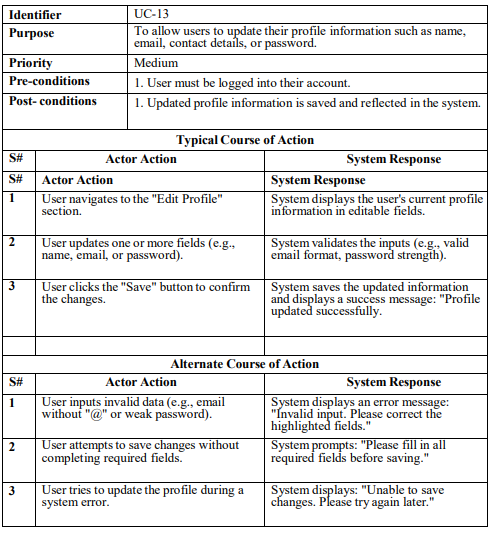 Identifier UC-13
Purpose To allow users to update their profile information such as name,
email, contact details, or password.
Priority Medium
Pre-conditions 1. User must be logged into their account.
Post- conditions 1. Updated profile information is saved and reflected in the system.
Typical Course of Action
S# Actor Action System Response
S# Actor Action System Response
1 User navigates to the "Edit Profile" System displays the user's current profile
section. information in editable fields.
2 User updates one or more fields (e.g., System validates the inputs (e.g., valid
name, email, or password). email format, password strength).
3 User clicks the "Save" button to confirm System saves the updated information
the changes. and displays a success message: "Profile
updated successfully.
Alternate Course of Action
S# Actor Action System Response
1 User inputs invalid data (e.g., email System displays an error message:
without "@" or weak password). "Invalid input. Please correct the
highlighted fields."
2 User attempts to save changes without System prompts: "Please fill in all
completing required fields. required fields before saving."
3 User tries to update the profile during a System displays: "Unable to save
system error. changes. Please try again later."